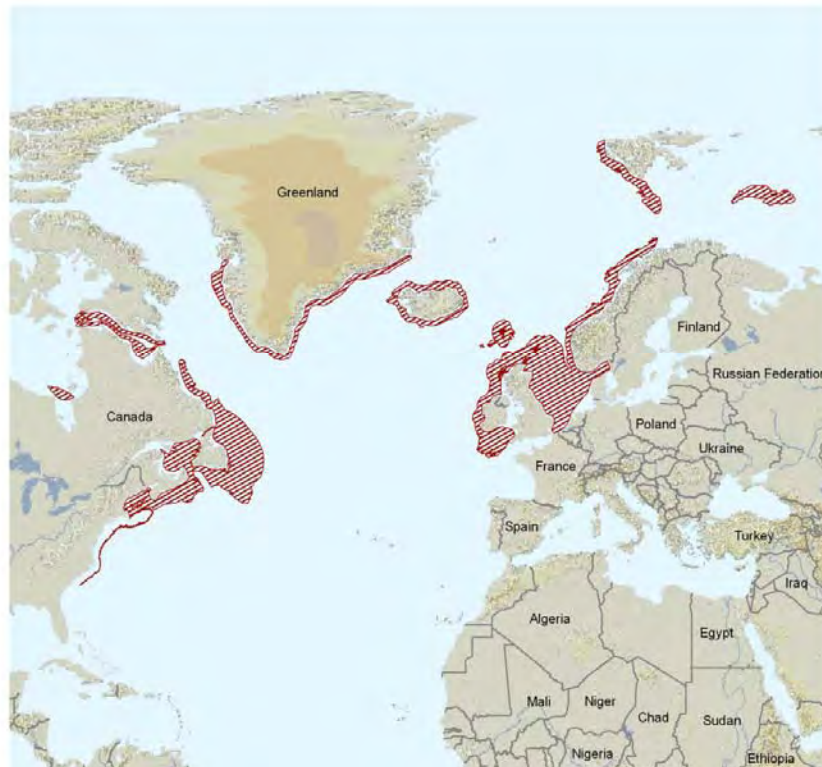 Greenland
Finland
Russian Federation
Canada
Poland
Ukraine
France
Spain
Turkey
Iraq
Algeria
Egypt
Mali
Niger
Chad
Sudan
Nigeria
Ethiopia